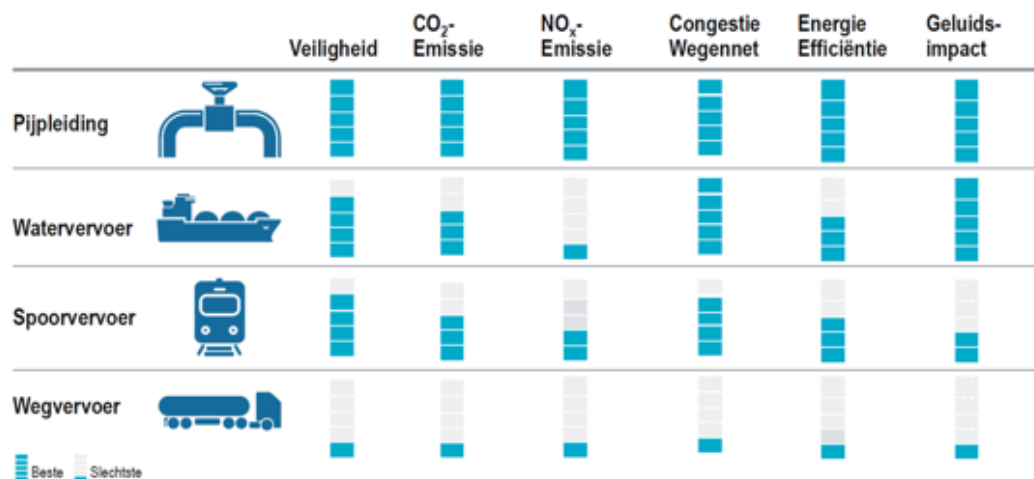 Veiligheid
CO₂-
Emissie
NOₓ-
Emissie
Congestie
Wegennet
Energie
Efficiëntie
Geluids-
impact
Pijpleiding
Watervervoer
Spoorvervoer
Wegvervoer
Beste
Slechtste